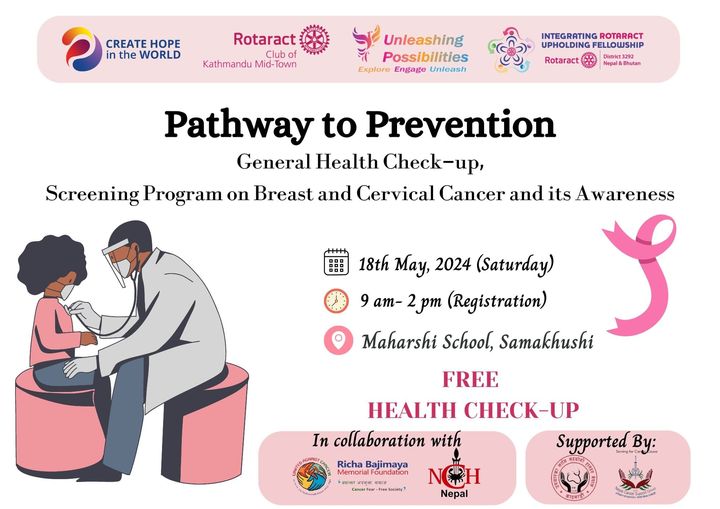 CREATE HOPE
in the WORLD
Rotaract
Club of
Kathmandu Mid-Town
Unleashing
Possibilities
Explore Engage Unleash
INTEGRATING ROTARACT
UPHOLDING FELLOWSHIP
Rotaract
District 3292
Nepal & Bhutan
Pathway to Prevention
General Health Check-up,
Screening Program on Breast and Cervical Cancer and its Awareness
18th May, 2024 (Saturday)
9 am- 2 pm (Registration)
Maharshi School, Samakhushi
FREE
HEALTH CHECK-UP
In collaboration with
Richa Bajimaya
Memorial Foundation
Cancer Fear - Free Society
NCH
Nepal
Supported By: